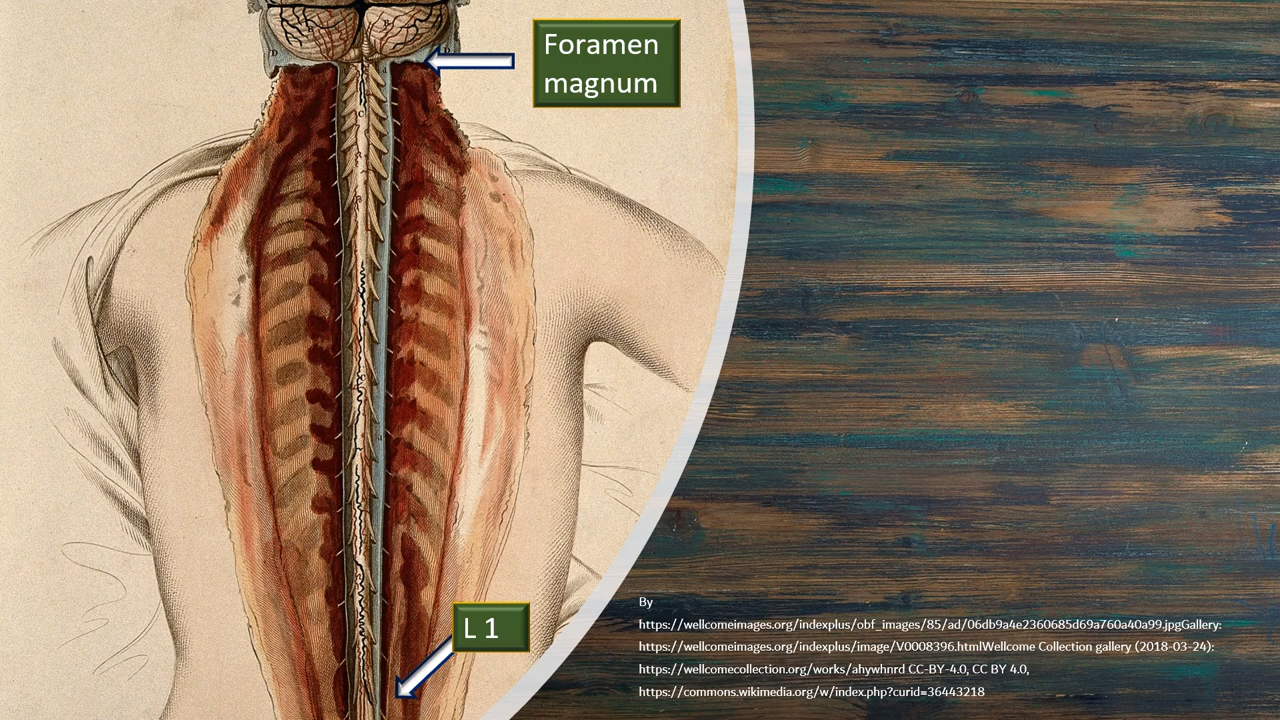 Foramen
magnum
L 1
By
https://wellcomeimages.org/indexplus/obf_images/85/ad/06db9a4e2360685d69a760a40a99.jpgGallery:
https://wellcomeimages.org/indexplus/image/V0008396.htmlWellcome Collection gallery (2018-03-24):
https://wellcomecollection.org/works/ahywhnrd CC-BY-4.0, CC BY 4.0,
https://commons.wikimedia.org/w/index.php?curid=36443218